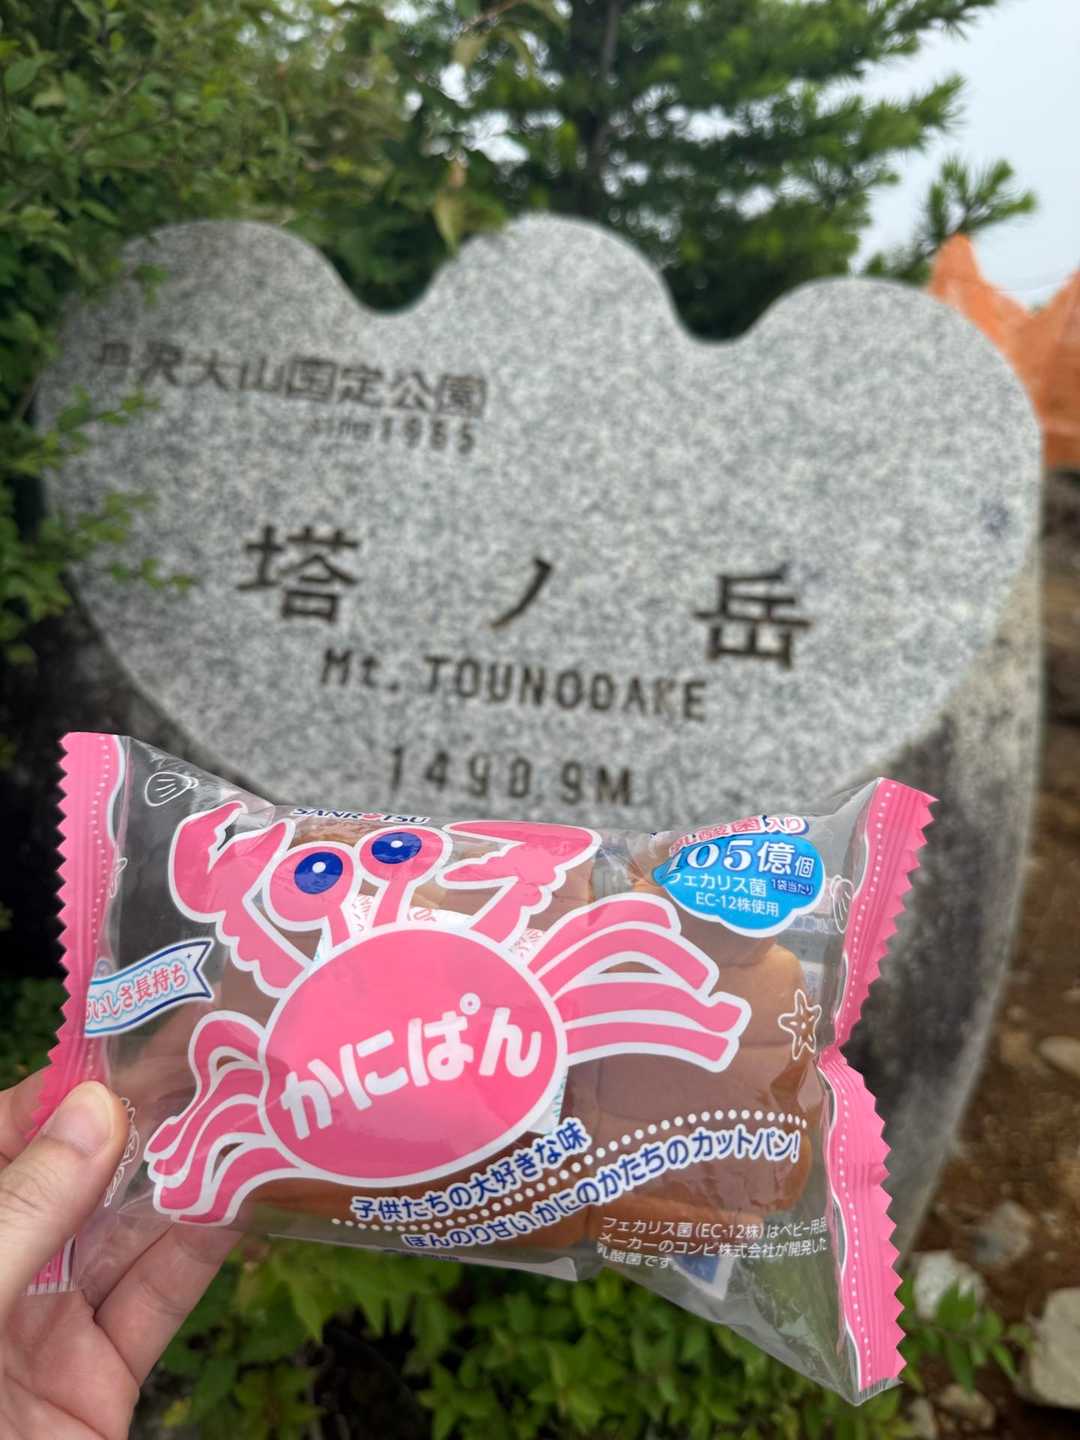 丹沢大山国定公園
since 1965
塔ノ岳
Mt. TOUNODAKE
1490.9M
SANRITSU
乳酸菌入り
105億個
フェカリス菌 1袋当たり
EC-12株使用
おいしさ長持ち
かにぱん
子供たちの大好きな味
ほんのり甘いかにのかたちのカットパン!
フェカリス菌(EC-12株)はベビー用品
メーカーのコンビ株式会社が開発した
乳酸菌です。